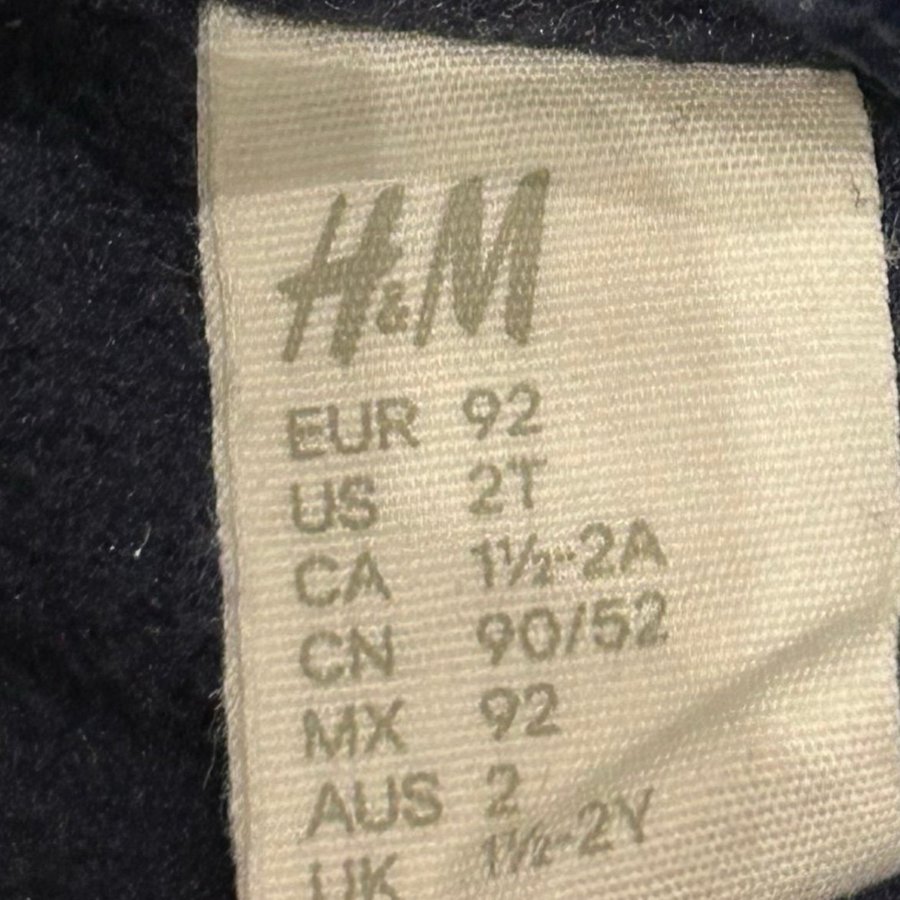 H&M
EUR 92
US 2T
CA 1½-2A
CN 90/52
MX 92
AUS 2
UK 1½-2Y